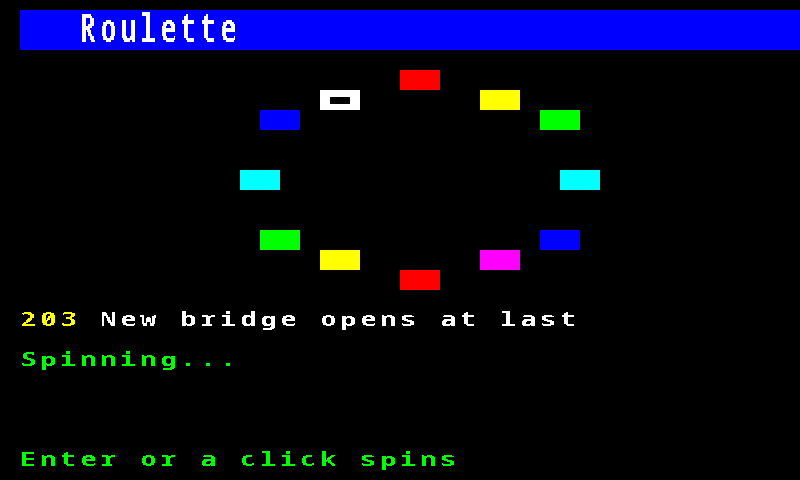 Roulette
203 New bridge opens at last
Spinning...
Enter or a click spins